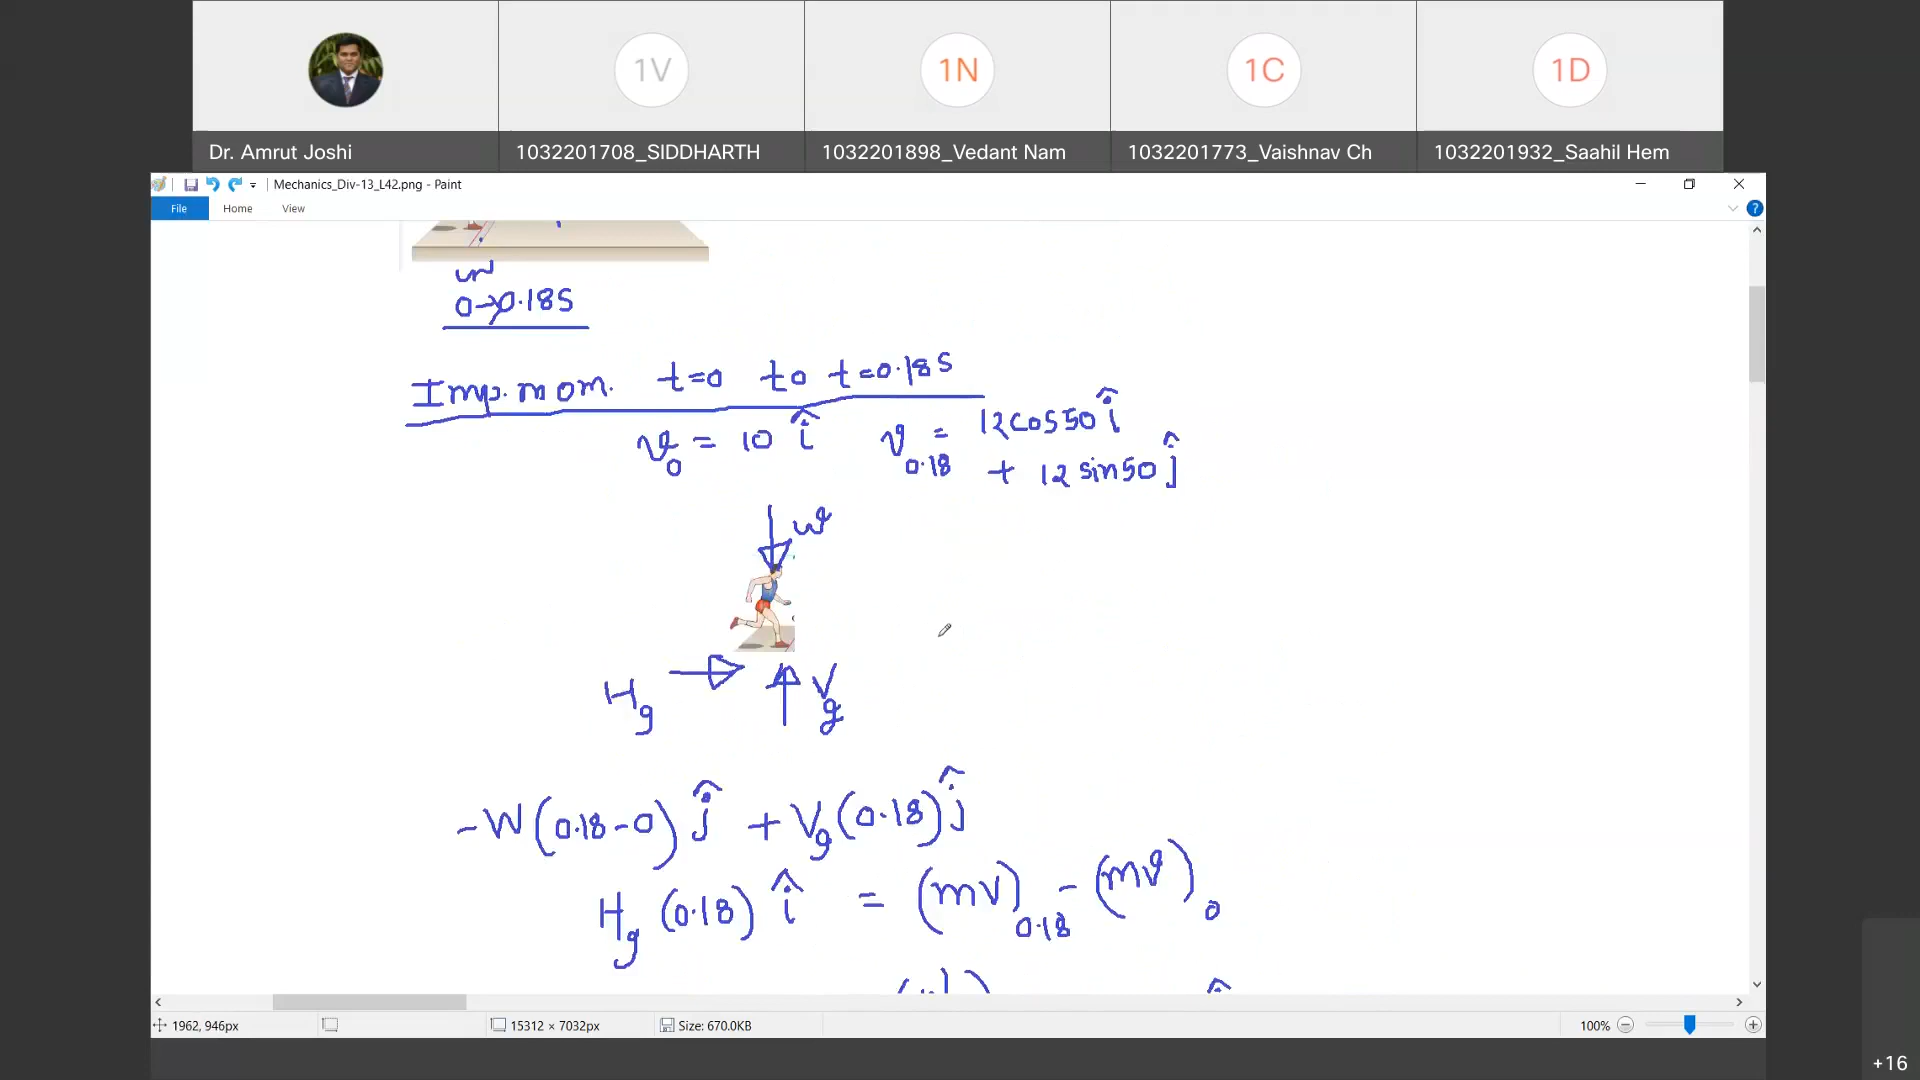 1V
1N
1C
1D
Dr. Amrut Joshi
1032201708_SIDDHARTH
1032201898_Vedant Nam
1032201773_Vaishnav Ch
1032201932_Saahil Hem
Mechanics_Div-13_L42.png - Paint
File Home View
0→0.18s
Imp. mom. t=0 to t=0.18s
v₀ = 10 î v₀.₁₈ = 12cos50 î
+ 12 sin50 ĵ
W
Hg Vg
-W(0.18-0) ĵ + Vg(0.18) ĵ
Hg (0.18) î = (mv)₀.₁₈ - (mv)₀
1962, 946px
15312 × 7032px
Size: 670.0KB
100%
+16